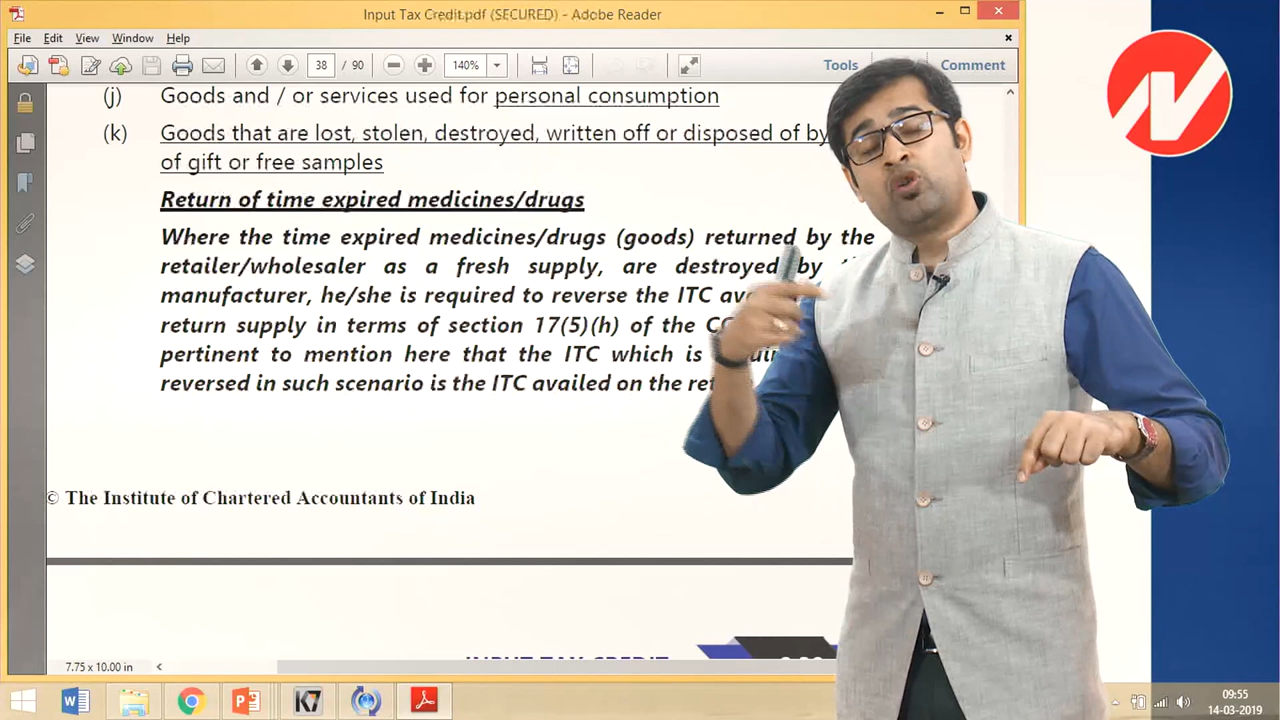 Input Tax Credit.pdf (SECURED) - Adobe Reader
File Edit View Window Help
38 / 90 140% Tools Comment
(j) Goods and / or services used for personal consumption
(k) Goods that are lost, stolen, destroyed, written off or disposed of by
of gift or free samples
Return of time expired medicines/drugs
Where the time expired medicines/drugs (goods) returned by the
retailer/wholesaler as a fresh supply, are destroyed by
manufacturer, he/she is required to reverse the ITC
return supply in terms of section 17(5)(h) of the
pertinent to mention here that the ITC which is
reversed in such scenario is the ITC availed on the
© The Institute of Chartered Accountants of India
INPUT TAX CREDIT
7.75 x 10.00 in
W P K7
09:55
14-03-2019